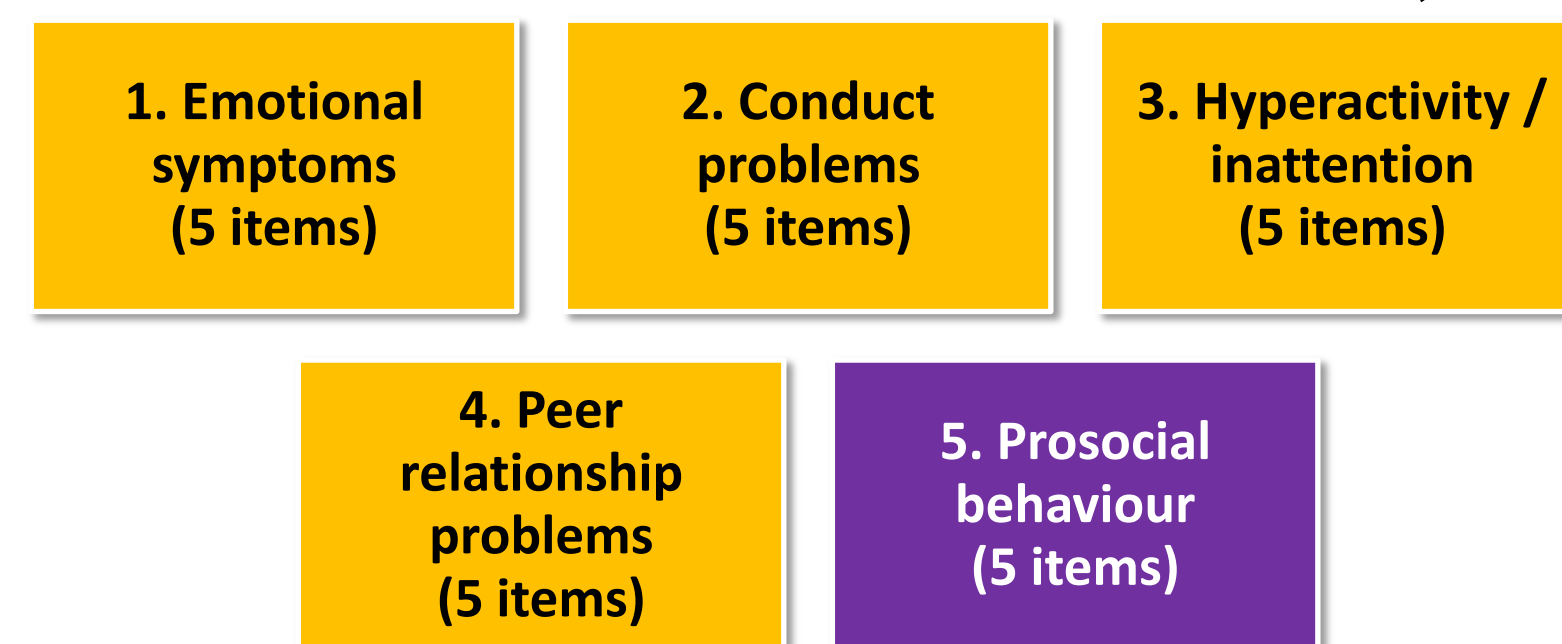 1. Emotional
symptoms
(5 items)
2. Conduct
problems
(5 items)
3. Hyperactivity /
inattention
(5 items)
4. Peer
relationship
problems
(5 items)
5. Prosocial
behaviour
(5 items)